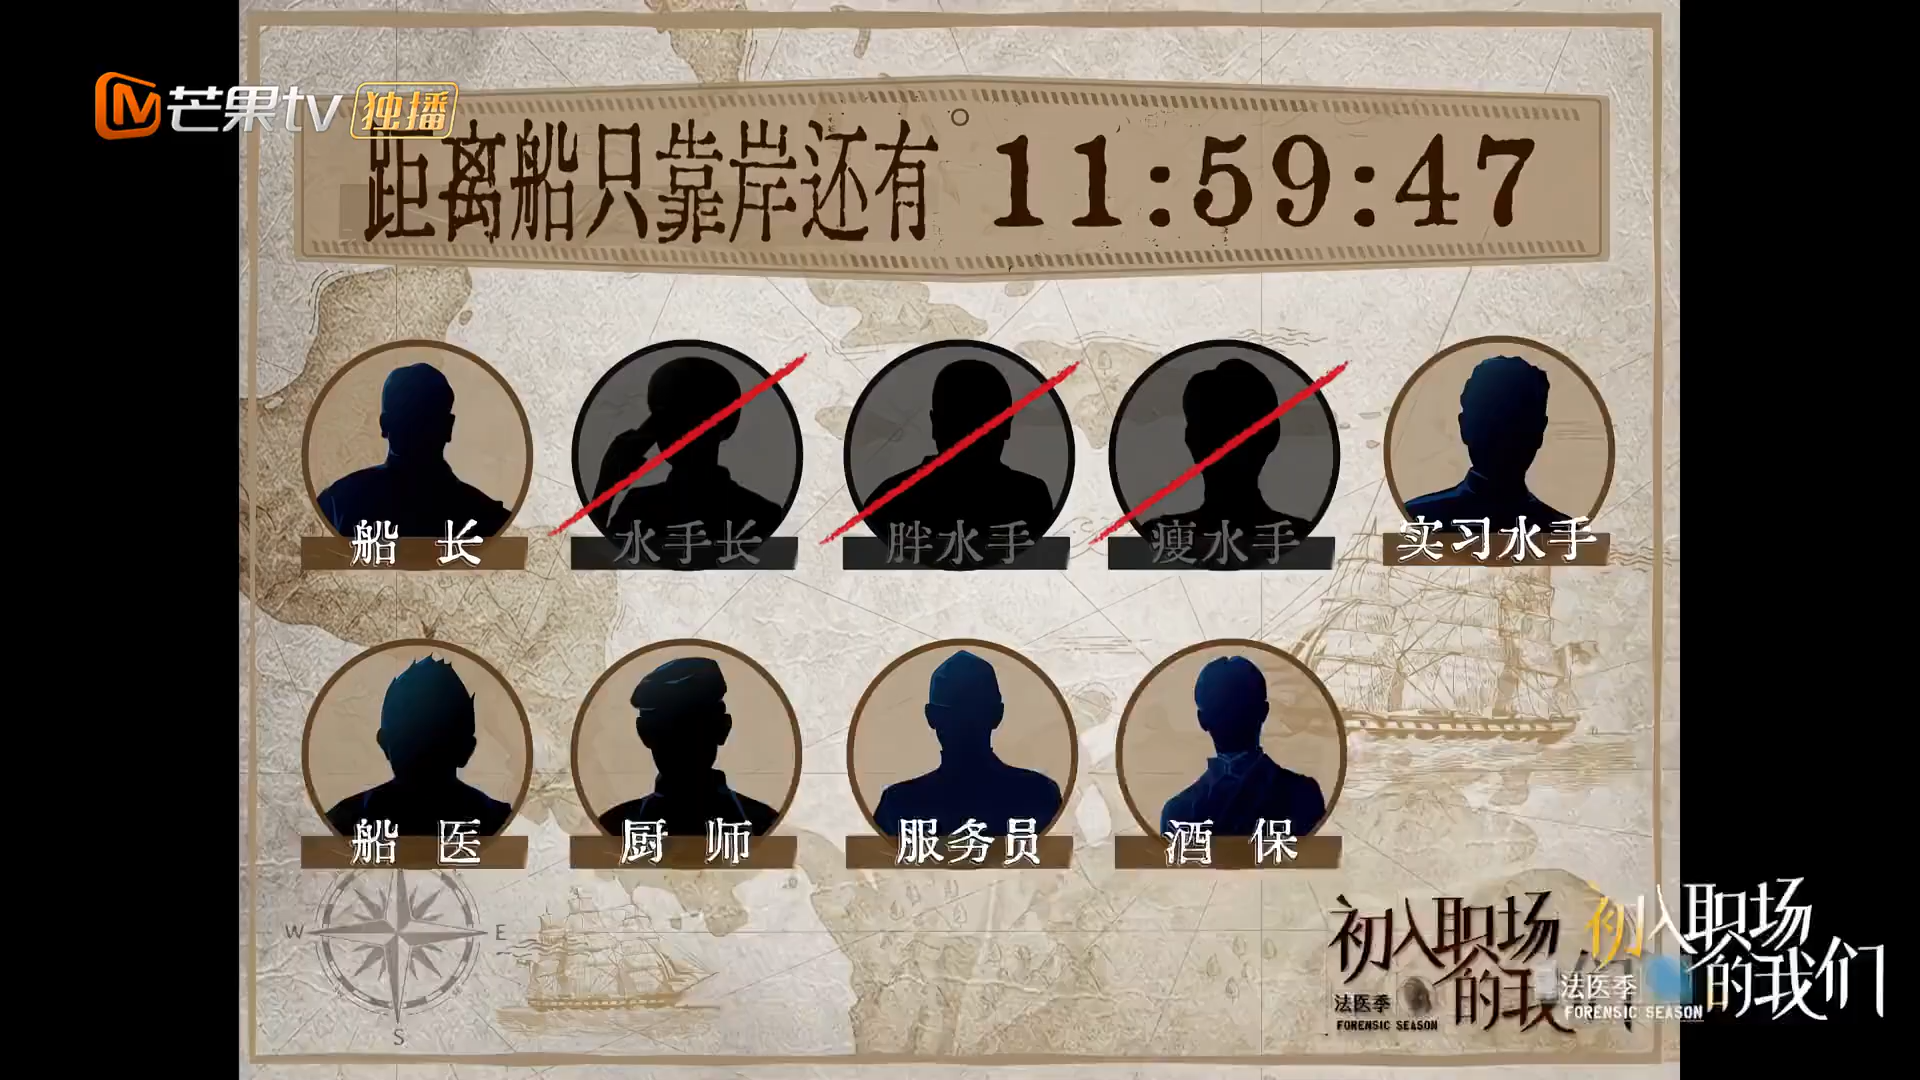 芒果tv 独播
距离船只靠岸还有 11:59:47
船长
水手长
胖水手
瘦水手
实习水手
船医
厨师
服务员
酒保
W
E
S
初入职场的我们
法医季
FORENSIC SEASON
初入职场的我们
法医季
FORENSIC SEASON